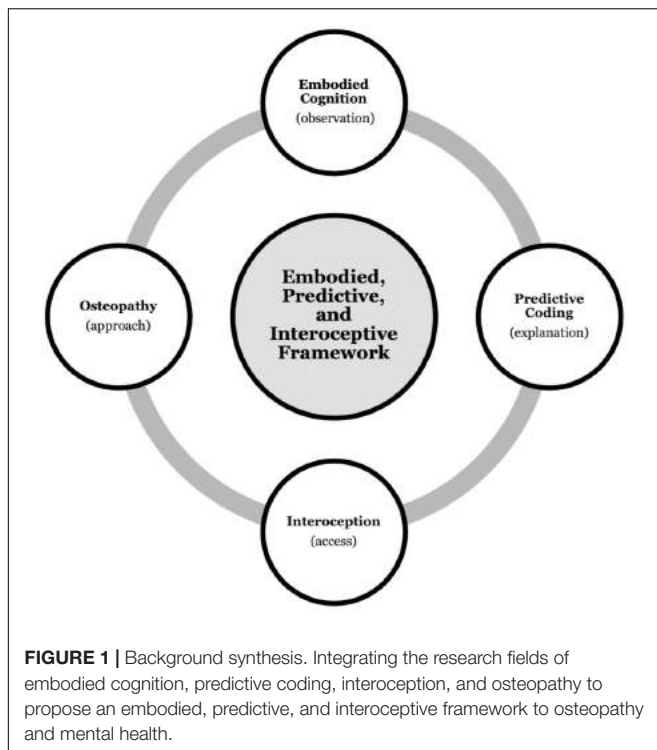 Embodied
Cognition
(observation)
Osteopathy
(approach)
Embodied,
Predictive,
and
Interoceptive
Framework
Predictive
Coding
(explanation)
Interoception
(access)
FIGURE 1 | Background synthesis. Integrating the research fields of
embodied cognition, predictive coding, interoception, and osteopathy to
propose an embodied, predictive, and interoceptive framework to osteopathy
and mental health.